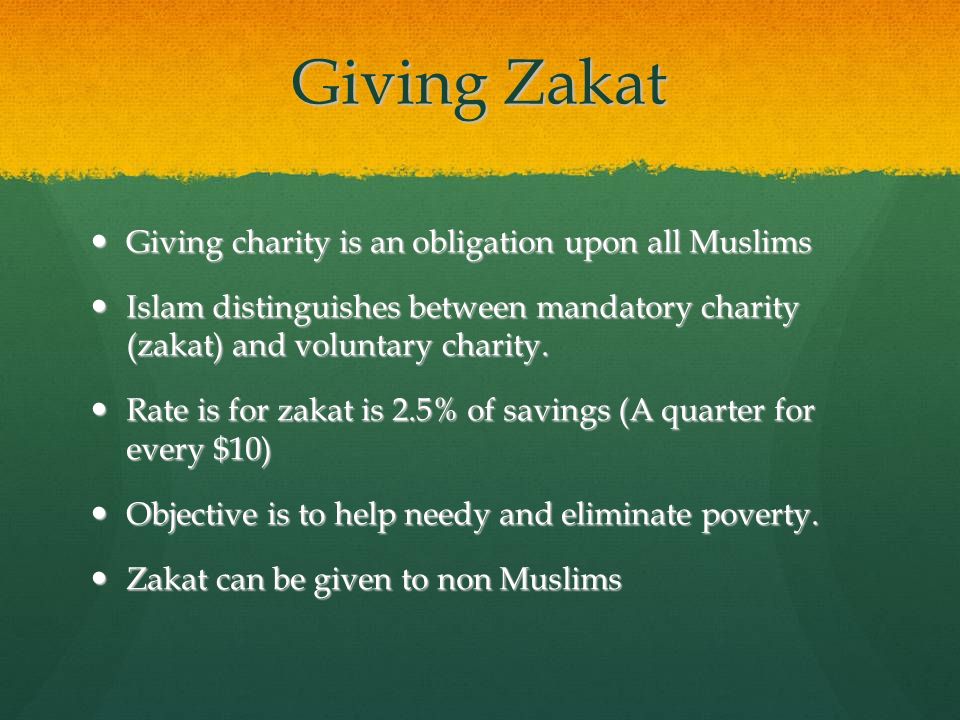 Giving Zakat
• Giving charity is an obligation upon all Muslims
• Islam distinguishes between mandatory charity
(zakat) and voluntary charity.
• Rate is for zakat is 2.5% of savings (A quarter for
every $10)
• Objective is to help needy and eliminate poverty.
• Zakat can be given to non Muslims